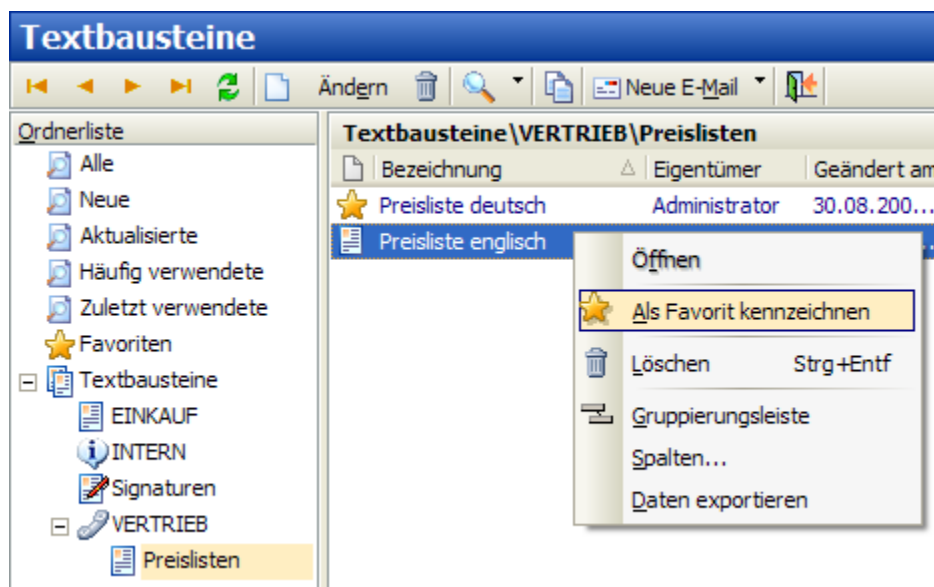 Textbausteine
Ändern Neue E-Mail
Ordnerliste
Alle
Neue
Aktualisierte
Häufig verwendete
Zuletzt verwendete
Favoriten
Textbausteine
EINKAUF
INTERN
Signaturen
VERTRIEB
Preislisten
Textbausteine\VERTRIEB\Preislisten
Bezeichnung Eigentümer Geändert am
Preisliste deutsch Administrator 30.08.200...
Preisliste englisch
Öffnen
Als Favorit kennzeichnen
Löschen Strg+Entf
Gruppierungsleiste
Spalten...
Daten exportieren